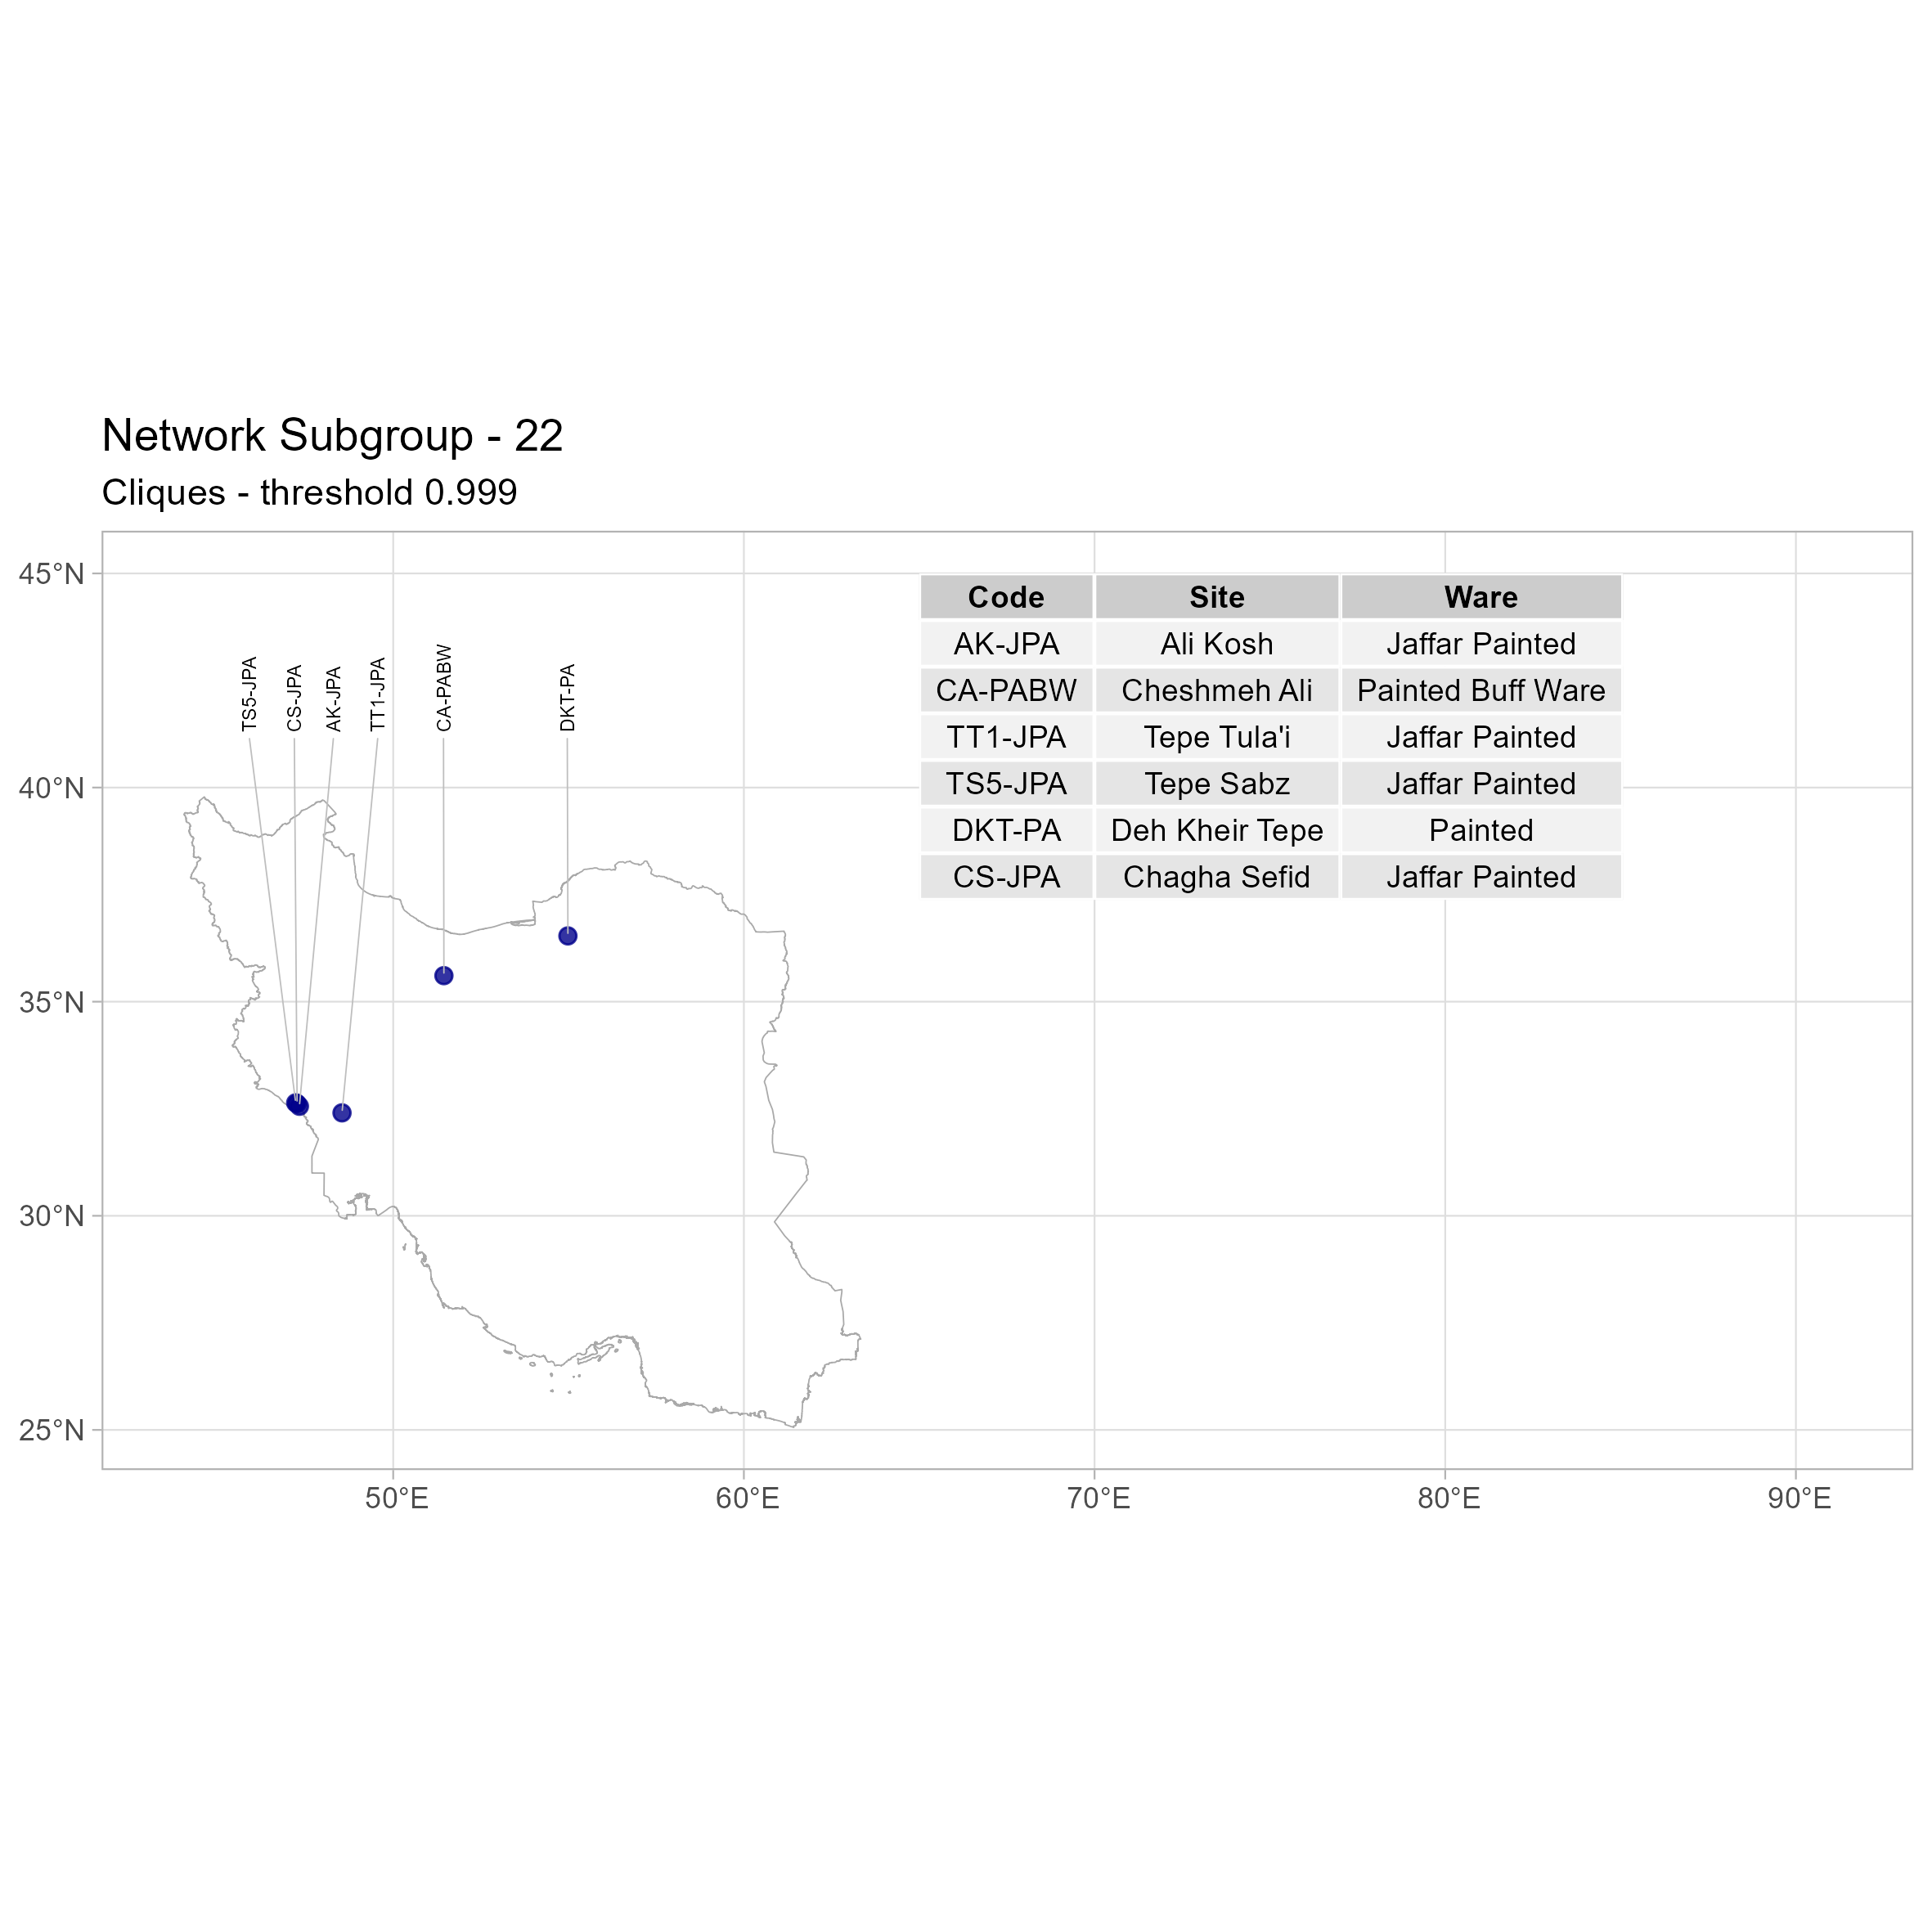 Network Subgroup - 22
Cliques - threshold 0.999
45°N
40°N
35°N
30°N
25°N
TS5-JPA
CS-JPA
AK-JPA
TT1-JPA
CA-PABW
DKT-PA
Code Site Ware
AK-JPA Ali Kosh Jaffar Painted
CA-PABW Cheshmeh Ali Painted Buff Ware
TT1-JPA Tepe Tula'i Jaffar Painted
TS5-JPA Tepe Sabz Jaffar Painted
DKT-PA Deh Kheir Tepe Painted
CS-JPA Chagha Sefid Jaffar Painted
50°E 60°E 70°E 80°E 90°E